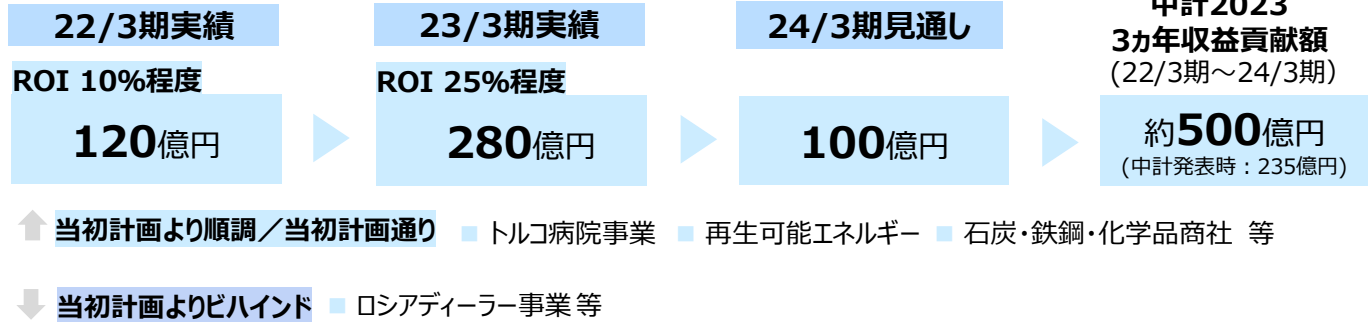 22/3期実績
ROI 10%程度
120億円
23/3期実績
ROI 25%程度
280億円
24/3期見通し
100億円
中計2023
3ヵ年収益貢献額
(22/3期～24/3期)
約500億円
(中計発表時：235億円)
当初計画より順調／当初計画通り ■ トルコ病院事業 ■ 再生可能エネルギー ■ 石炭・鉄鋼・化学品商社 等
当初計画よりビハインド ■ ロシアディーラー事業 等